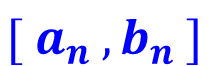 [ aₙ , bₙ ]